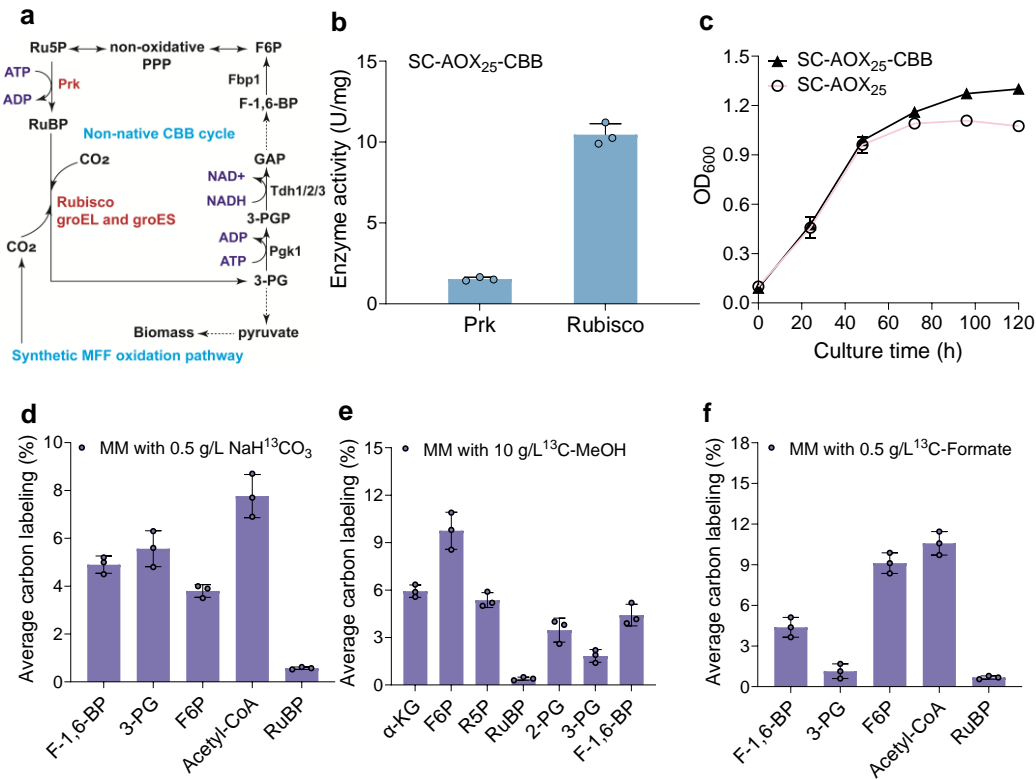 a
Ru5P
non-oxidative
PPP
F6P
ATP
ADP
Prk
Fbp1
F-1,6-BP
RuBP
Non-native CBB cycle
CO₂
GAP
NAD+
NADH
Tdh1/2/3
Rubisco
groEL and groES
3-PGP
CO₂
ADP
ATP
Pgk1
3-PG
Biomass
pyruvate
Synthetic MFF oxidation pathway
b
SC-AOX₂₅-CBB
Enzyme activity (U/mg)
15
10
5
0
Prk
Rubisco
c
SC-AOX₂₅-CBB
SC-AOX₂₅
OD₆₀₀
1.5
1.2
0.9
0.6
0.3
0.0
0 20 40 60 80 100 120
Culture time (h)
d
MM with 0.5 g/L NaH¹³CO₃
Average carbon labeling (%)
10
8
6
4
2
0
F-1,6-BP
3-PG
F6P
Acetyl-CoA
RuBP
e
MM with 10 g/L¹³C-MeOH
Average carbon labeling (%)
15
12
9
6
3
0
α-KG
F6P
R5P
RuBP
2-PG
3-PG
F-1,6-BP
f
MM with 0.5 g/L¹³C-Formate
Average carbon labeling (%)
18
15
12
9
6
3
0
F-1,6-BP
3-PG
F6P
Acetyl-CoA
RuBP